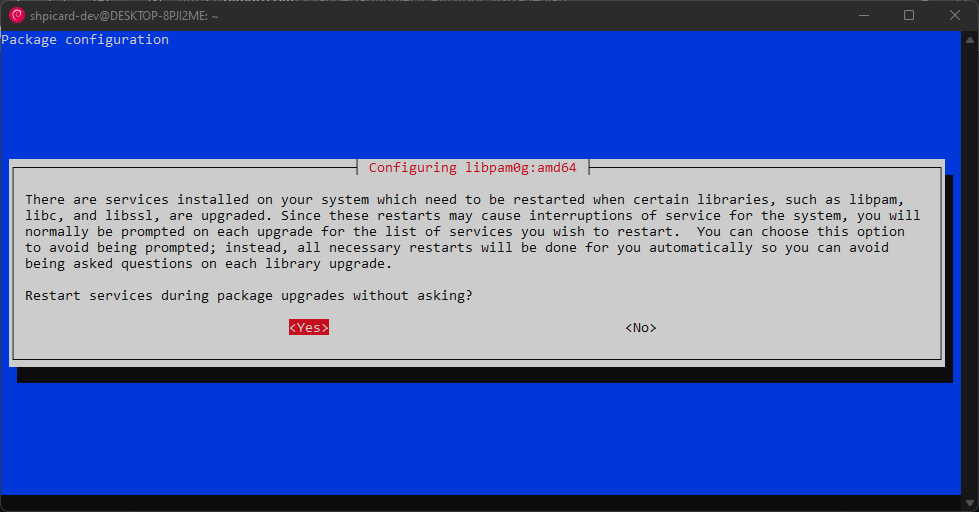 shpicard-dev@DESKTOP-8PJI2ME: ~
Package configuration
Configuring libpam0g:amd64
There are services installed on your system which need to be restarted when certain libraries, such as libpam,
libc, and libssl, are upgraded. Since these restarts may cause interruptions of service for the system, you will
normally be prompted on each upgrade for the list of services you wish to restart.  You can choose this option
to avoid being prompted; instead, all necessary restarts will be done for you automatically so you can avoid
being asked questions on each library upgrade.
Restart services during package upgrades without asking?
<Yes> <No>